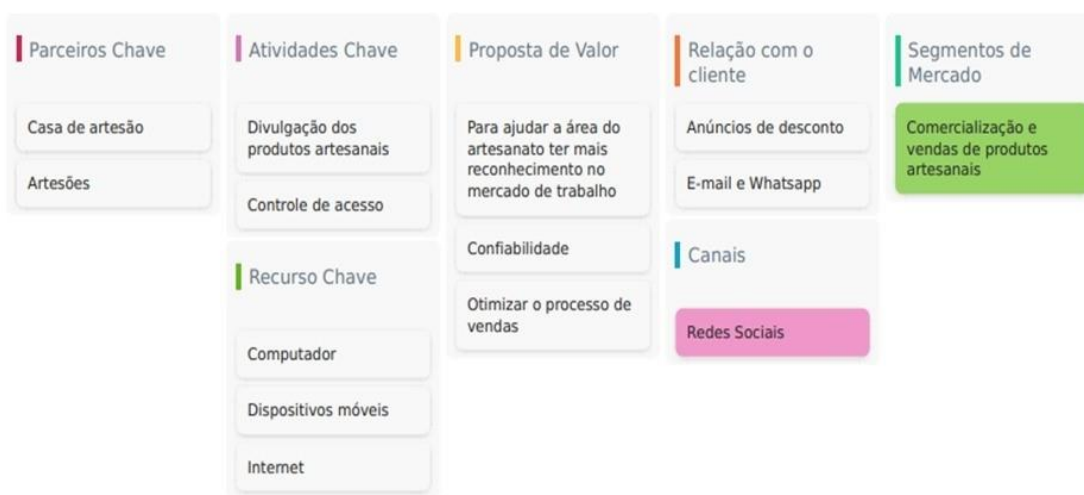 Parceiros Chave
Casa de artesão
Artesões
Atividades Chave
Divulgação dos
produtos artesanais
Controle de acesso
Recurso Chave
Computador
Dispositivos móveis
Internet
Proposta de Valor
Para ajudar a área do
artesanato ter mais
reconhecimento no
mercado de trabalho
Confiabilidade
Otimizar o processo de
vendas
Relação com o
cliente
Anúncios de desconto
E-mail e Whatsapp
Canais
Redes Sociais
Segmentos de
Mercado
Comercialização e
vendas de produtos
artesanais